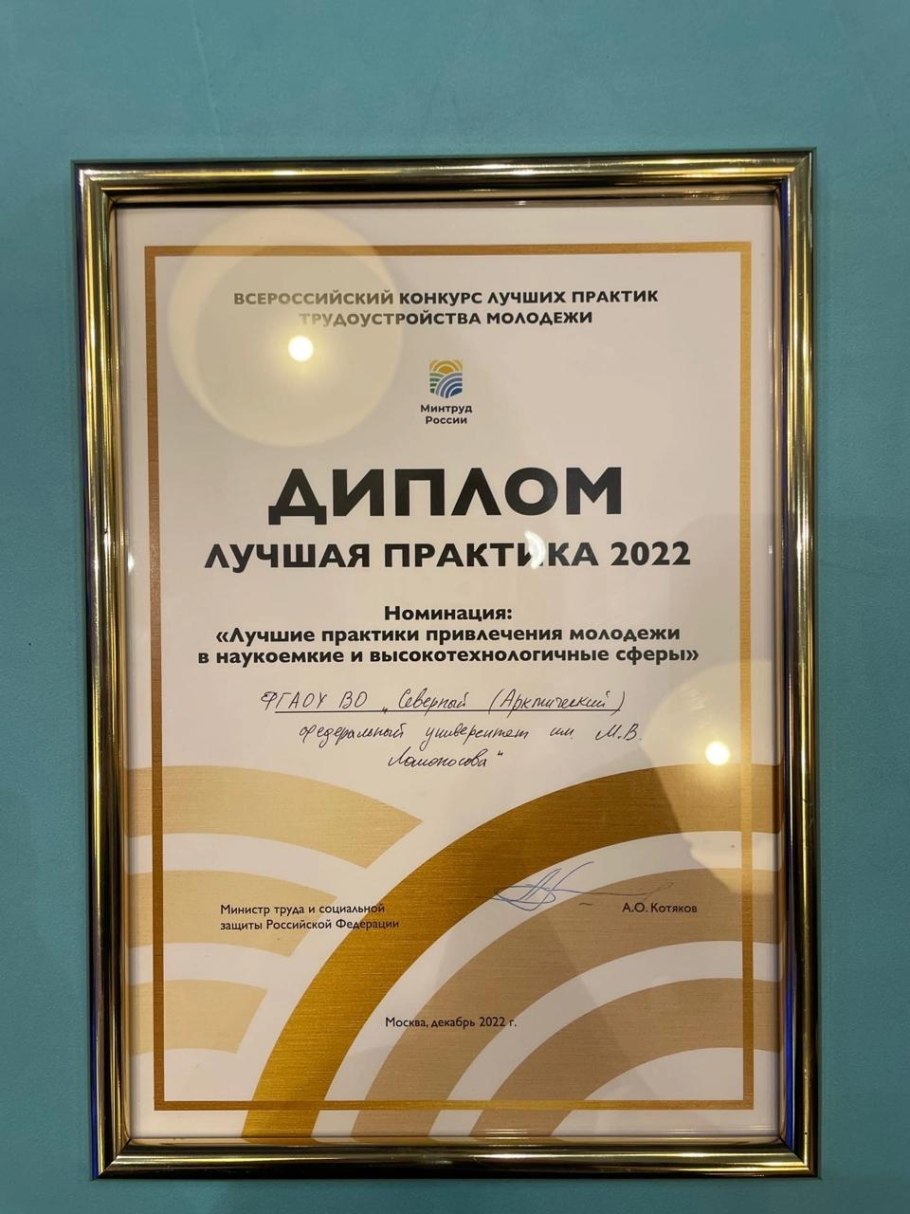 ВСЕРОССИЙСКИЙ КОНКУРС ЛУЧШИХ ПРАКТИК
ТРУДОУСТРОЙСТВА МОЛОДЕЖИ
Минтруд
России
ДИПЛОМ
ЛУЧШАЯ ПРАКТИКА 2022
Номинация:
«Лучшие практики привлечения молодежи
в наукоемкие и высокотехнологичные сферы»
ФГАОУ ВО „Северный (Арктический)
федеральный университет им. М.В.
Ломоносова“
Министр труда и социальной
защиты Российской Федерации
А.О. Котяков
Москва, декабрь 2022 г.